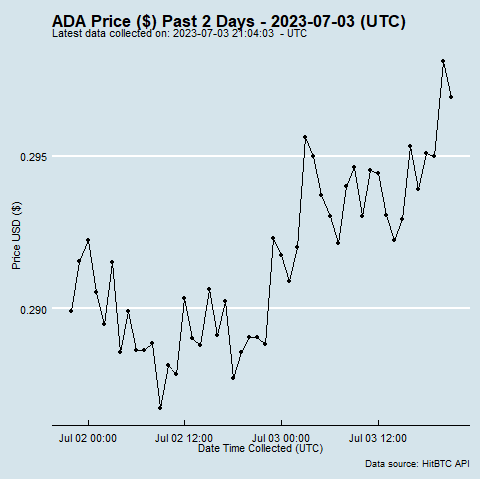 ADA Price ($) Past 2 Days - 2023-07-03 (UTC)
Latest data collected on: 2023-07-03 21:04:03 - UTC
0.295
Price USD ($)
0.290
Jul 02 00:00 Jul 02 12:00 Jul 03 00:00 Jul 03 12:00
Date Time Collected (UTC)
Data source: HitBTC API